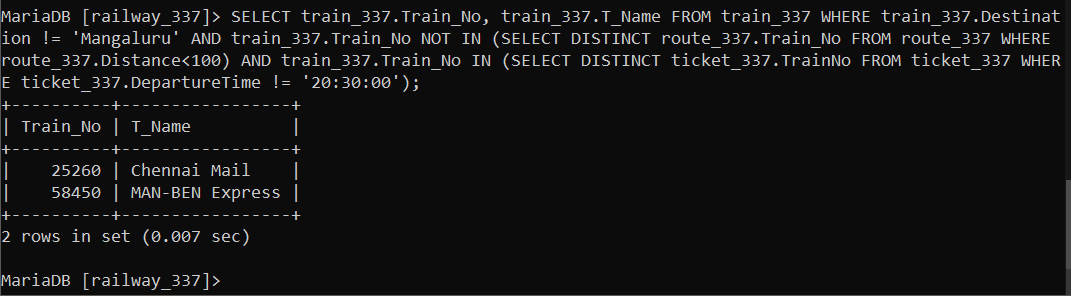 MariaDB [railway_337]> SELECT train_337.Train_No, train_337.T_Name FROM train_337 WHERE train_337.Destinat
ion != 'Mangaluru' AND train_337.Train_No NOT IN (SELECT DISTINCT route_337.Train_No FROM route_337 WHERE
route_337.Distance<100) AND train_337.Train_No IN (SELECT DISTINCT ticket_337.TrainNo FROM ticket_337 WHER
E ticket_337.DepartureTime != '20:30:00');
+----------+-----------------+
| Train_No | T_Name          |
+----------+-----------------+
|    25260 | Chennai Mail    |
|    58450 | MAN-BEN Express |
+----------+-----------------+
2 rows in set (0.007 sec)
MariaDB [railway_337]>